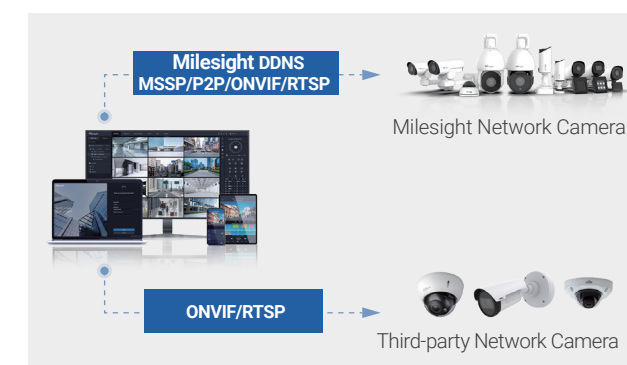 Milesight DDNS
MSSP/P2P/ONVIF/RTSP
Milesight Network Camera
ONVIF/RTSP
Third-party Network Camera